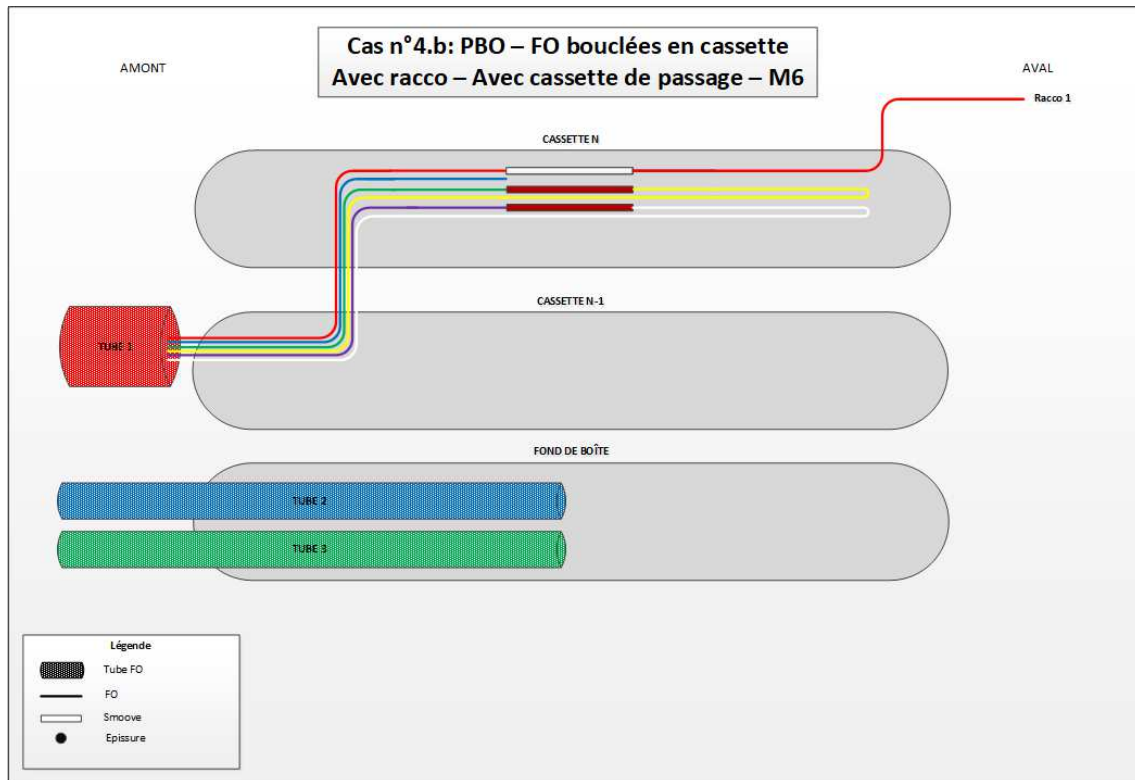 Cas n°4.b: PBO – FO bouclées en cassette
Avec racco – Avec cassette de passage – M6
AMONT
AVAL
Racco 1
CASSETTE N
CASSETTE N-1
TUBE 1
FOND DE BOÎTE
TUBE 2
TUBE 3
Légende
Tube FO
FO
Smoove
Epissure